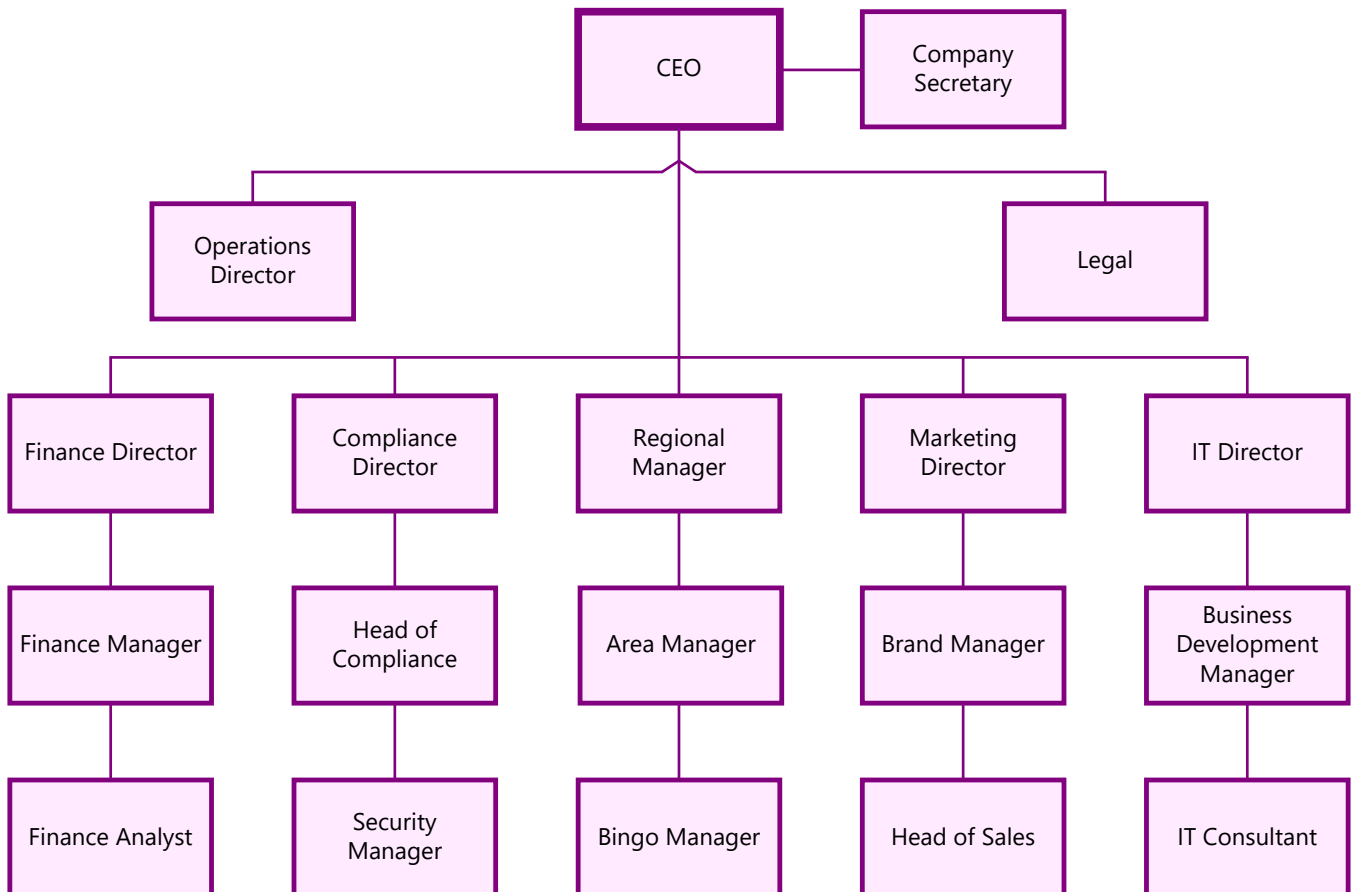 CEO
Company
Secretary
Operations
Director
Legal
Finance Director
Compliance
Director
Regional
Manager
Marketing
Director
IT Director
Finance Manager
Head of
Compliance
Area Manager
Brand Manager
Business
Development
Manager
Finance Analyst
Security
Manager
Bingo Manager
Head of Sales
IT Consultant